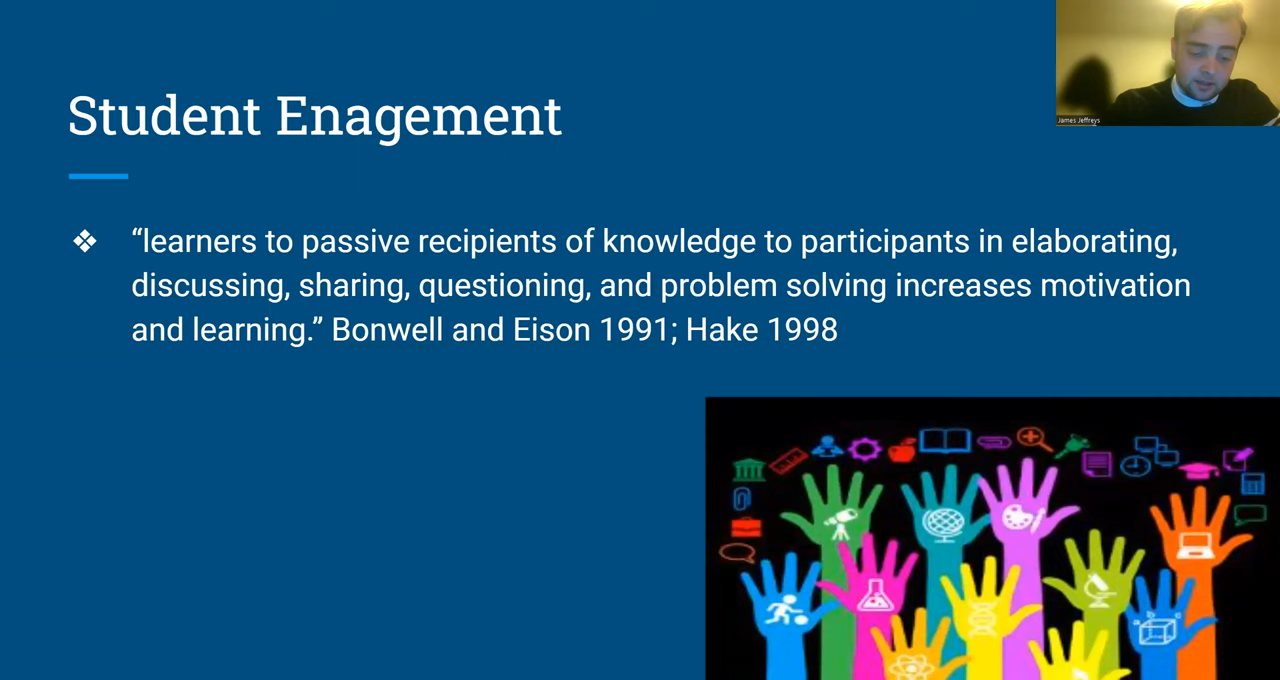 Student Enagement
❖ “learners to passive recipients of knowledge to participants in elaborating,
discussing, sharing, questioning, and problem solving increases motivation
and learning.” Bonwell and Eison 1991; Hake 1998
James Jeffreys